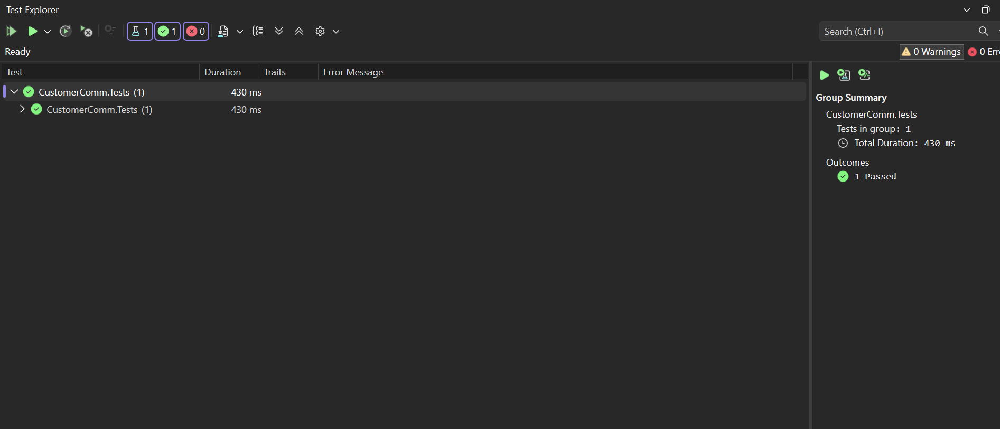 Test Explorer
1 1 0
Search (Ctrl+I)
Ready
0 Warnings 0
Test Duration Traits Error Message
CustomerComm.Tests (1) 430 ms
CustomerComm.Tests (1) 430 ms
Group Summary
CustomerComm.Tests
Tests in group: 1
Total Duration: 430 ms
Outcomes
1 Passed